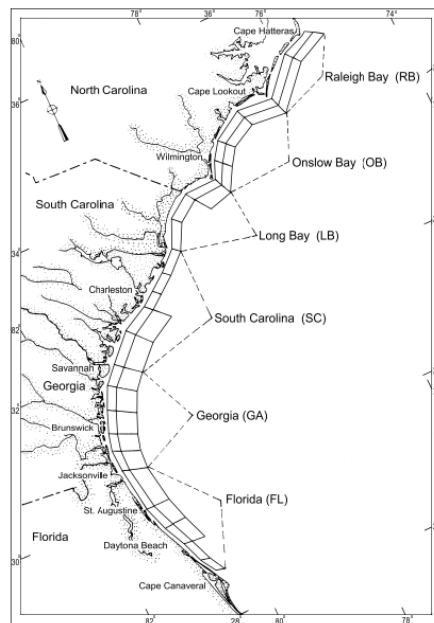 78°
36°
76°
74°
80°
Cape Hatteras
Raleigh Bay (RB)
North Carolina
Cape Lookout
36°
Wilmington
Onslow Bay (OB)
South Carolina
Long Bay (LB)
34°
Charleston
South Carolina (SC)
82°
Savannah
Georgia
Georgia (GA)
32°
Brunswick
Jacksonville
Florida (FL)
St. Augustine
Florida
Daytona Beach
30°
Cape Canaveral
82°
28°
80°
78°